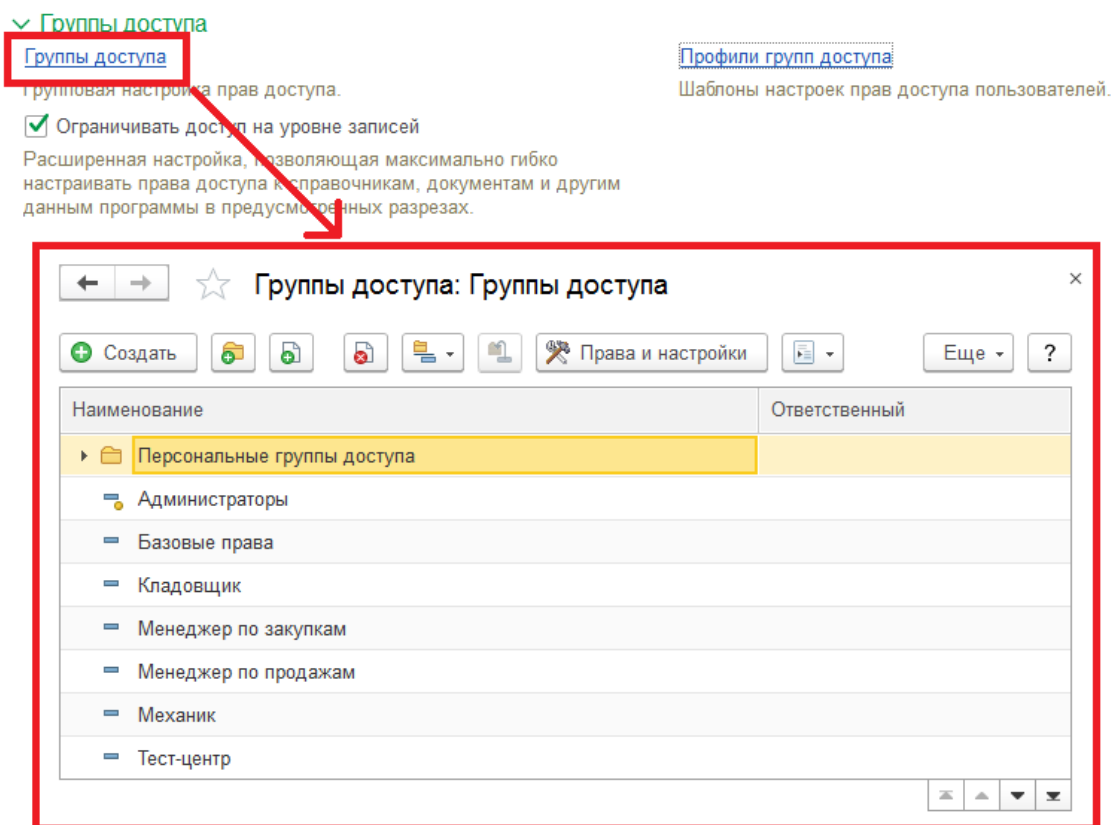 Группы доступа
Группы доступа
Профили групп доступа
Групповая настройка прав доступа.
Шаблоны настроек прав доступа пользователей.
Ограничивать доступ на уровне записей
Расширенная настройка, позволяющая максимально гибко
настраивать права доступа к справочникам, документам и другим
данным программы в предусмотренных разрезах.
Группы доступа: Группы доступа
Создать
Права и настройки
Еще
?
Наименование
Ответственный
Персональные группы доступа
Администраторы
Базовые права
Кладовщик
Менеджер по закупкам
Менеджер по продажам
Механик
Тест-центр